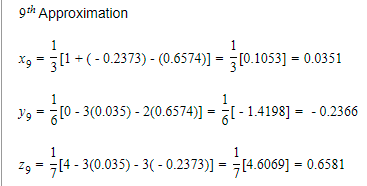 9th Approximation
x₉ = 1/3[1 + ( - 0.2373) - (0.6574)] = 1/3[0.1053] = 0.0351
y₉ = 1/6[0 - 3(0.035) - 2(0.6574)] = 1/6[ - 1.4198] = - 0.2366
z₉ = 1/7[4 - 3(0.035) - 3( - 0.2373)] = 1/7[4.6069] = 0.6581